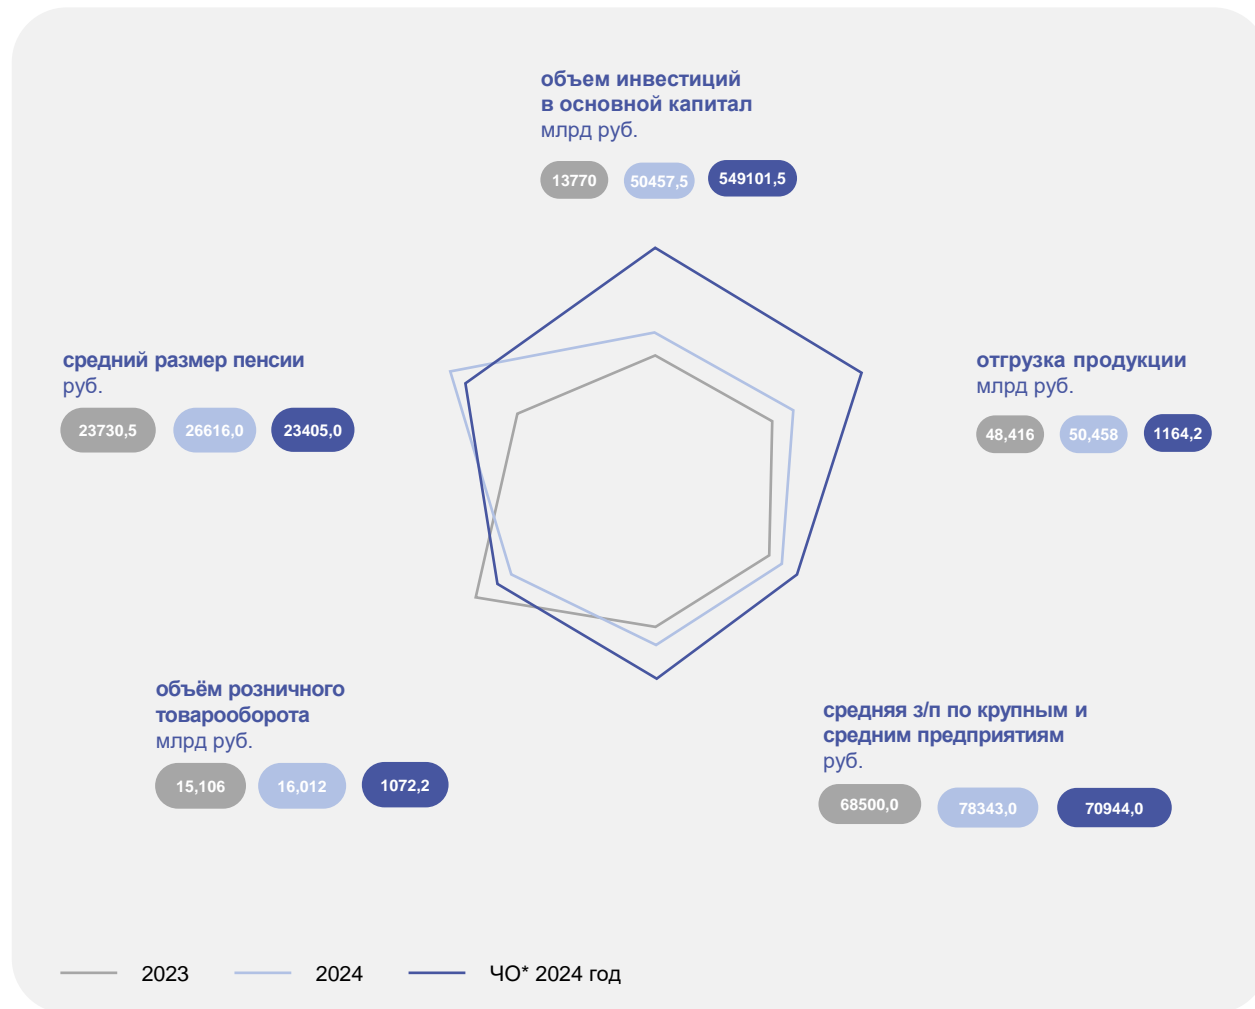 объем инвестиций
в основной капитал
млрд руб.
13770 50457,5 549101,5
средний размер пенсии
руб.
23730,5 26616,0 23405,0
отгрузка продукции
млрд руб.
48,416 50,458 1164,2
объём розничного
товарооборота
млрд руб.
15,106 16,012 1072,2
средняя з/п по крупным и
средним предприятиям
руб.
68500,0 78343,0 70944,0
2023 2024 ЧО* 2024 год